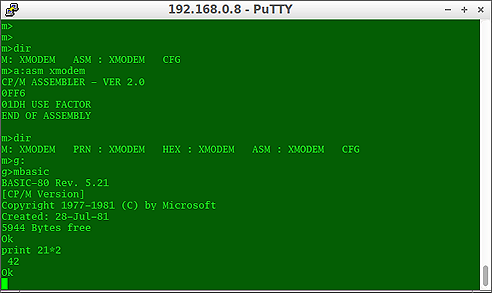 192.168.0.8 - PuTTY
m>
m>
m>dir
M: XMODEM   ASM : XMODEM   CFG
m>a:asm xmodem
CP/M ASSEMBLER - VER 2.0
0FF6
01DH USE FACTOR
END OF ASSEMBLY

m>dir
M: XMODEM   PRN : XMODEM   HEX : XMODEM   ASM : XMODEM   CFG
m>g:
g>mbasic
BASIC-80 Rev. 5.21
[CP/M Version]
Copyright 1977-1981 (C) by Microsoft
Created: 28-Jul-81
5944 Bytes free
Ok
print 21*2
 42
Ok